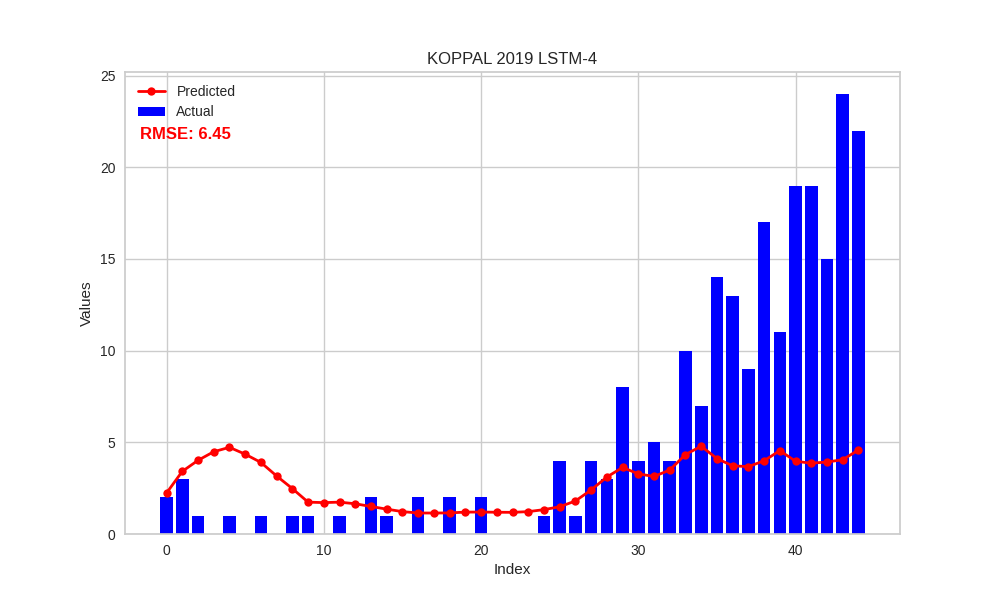 KOPPAL 2019 LSTM-4
Predicted
Actual
RMSE: 6.45
25
20
15
10
5
0
Values
0 10 20 30 40
Index